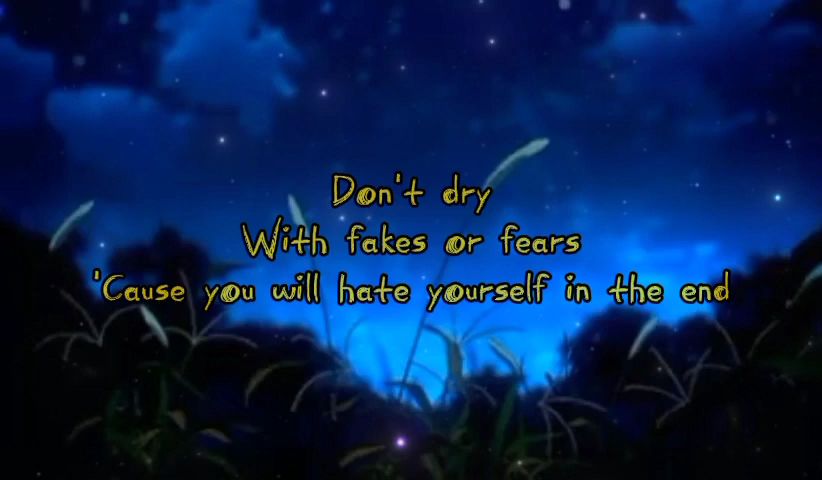 Don't dry
With fakes or fears
'Cause you will hate yourself in the end